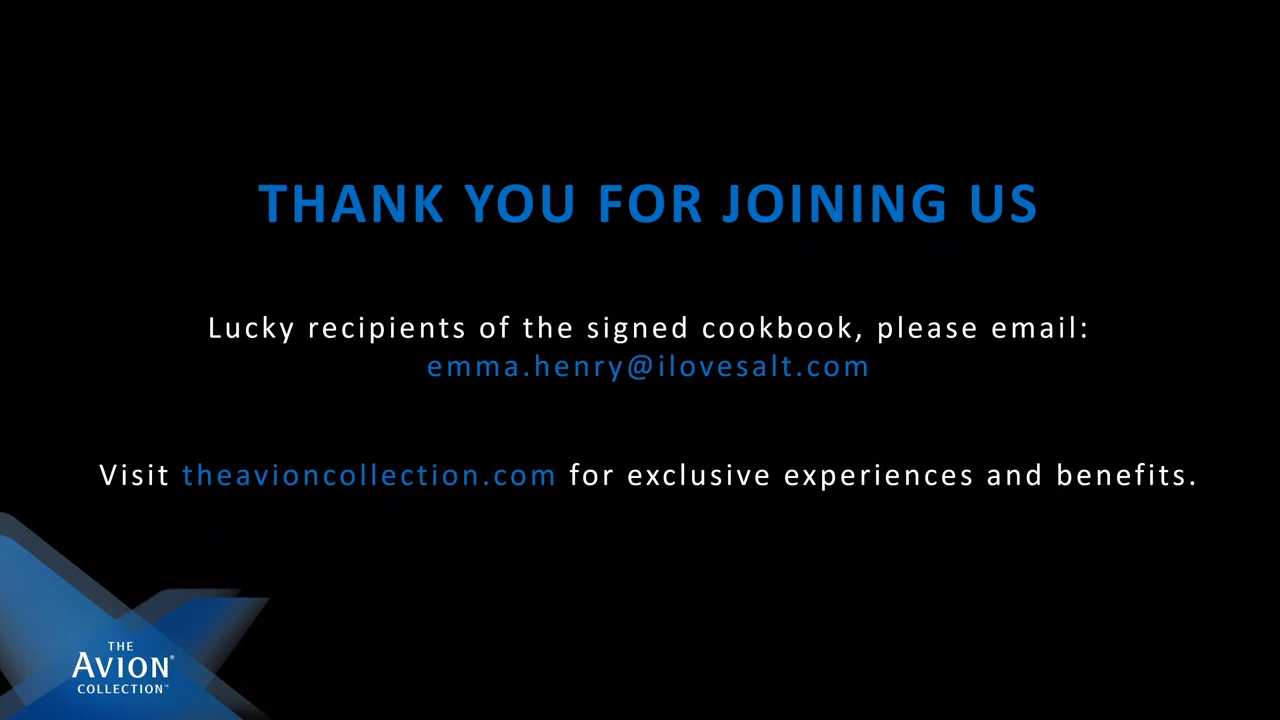 THANK YOU FOR JOINING US
Lucky recipients of the signed cookbook, please email:
emma.henry@ilovesalt.com
Visit theavioncollection.com for exclusive experiences and benefits.
THE
AVION®
COLLECTION™